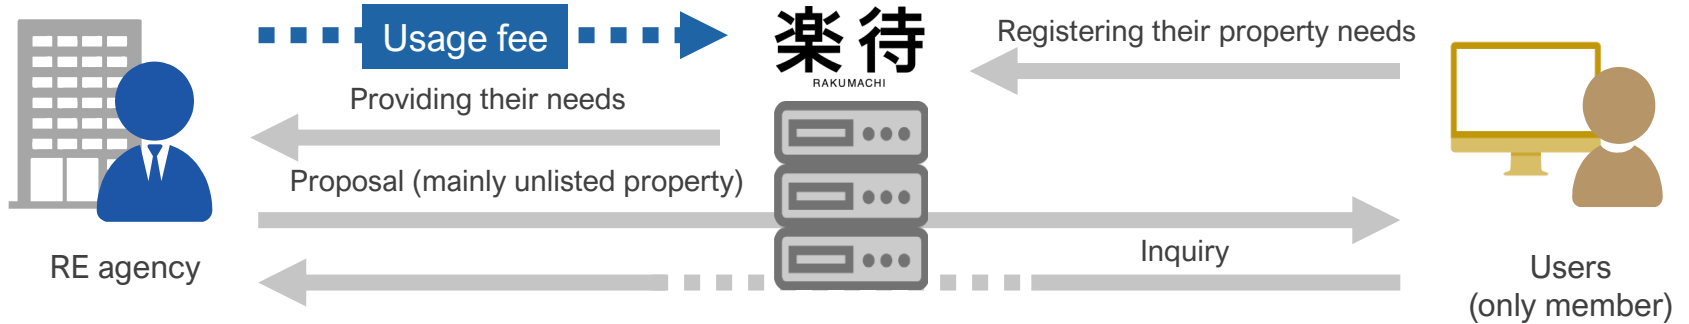 Usage fee
楽待
RAKUMACHI
Registering their property needs
Providing their needs
Proposal (mainly unlisted property)
Inquiry
RE agency
Users
(only member)